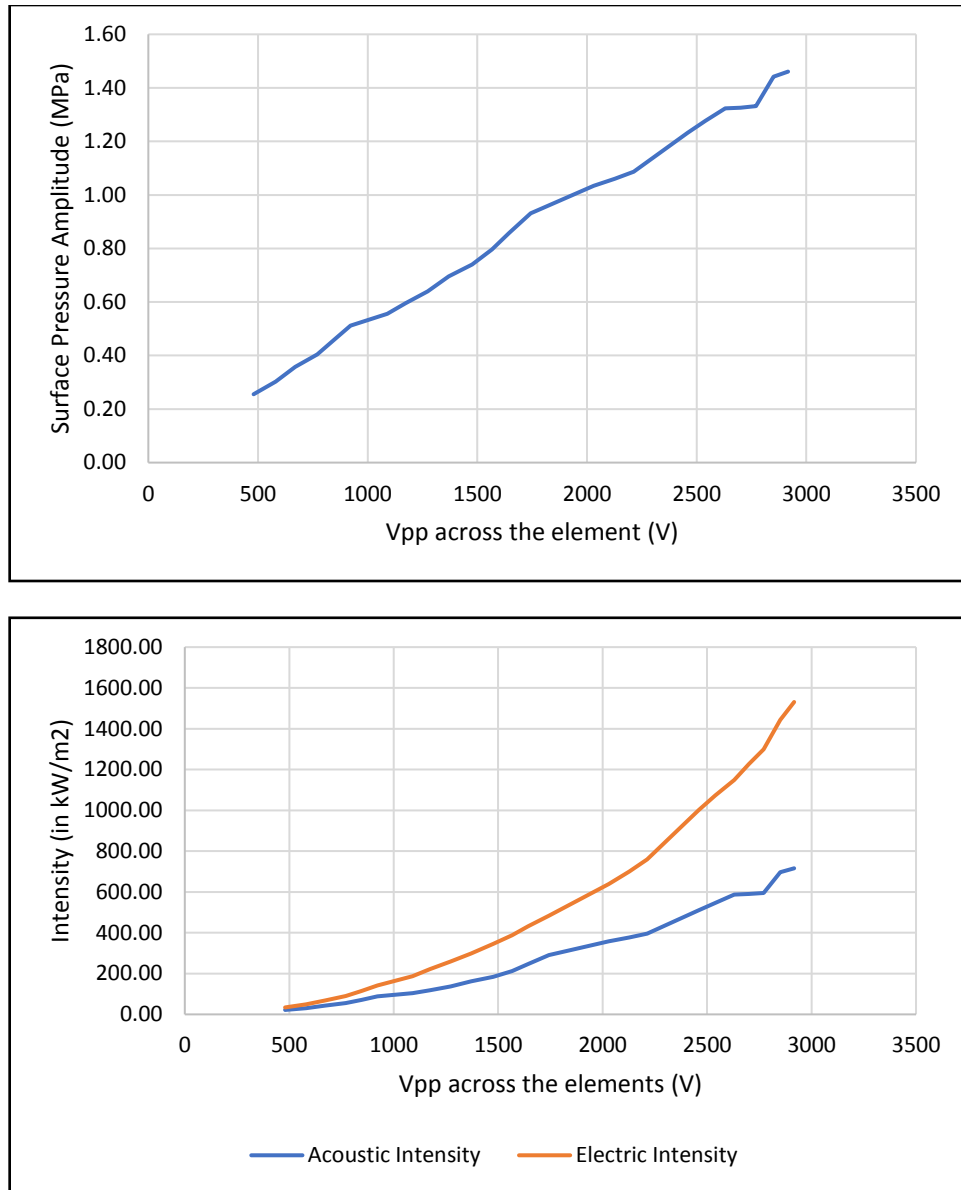 1.60
1.40
1.20
1.00
0.80
0.60
0.40
0.20
0.00
Surface Pressure Amplitude (MPa)
0 500 1000 1500 2000 2500 3000 3500
Vpp across the element (V)
1800.00
1600.00
1400.00
1200.00
1000.00
800.00
600.00
400.00
200.00
0.00
Intensity (in kW/m2)
0 500 1000 1500 2000 2500 3000 3500
Vpp across the elements (V)
Acoustic Intensity Electric Intensity